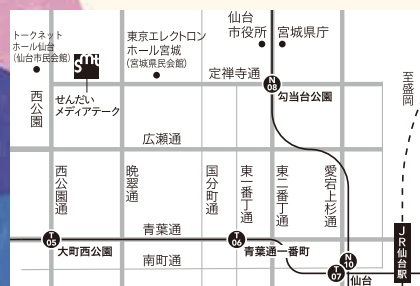 仙台
市役所
宮城県庁
トークネット
ホール仙台
(仙台市民会館)
smt
東京エレクトロン
ホール宮城
(宮城県民会館)
定禅寺通
N
08
勾当台公園
至盛岡
西公園
せんだい
メディアテーク
広瀬通
西公園通
晩翠通
国分町通
東一番丁通
東二番丁通
愛宕上杉通
青葉通
T
05
大町西公園
T
06
青葉通一番町
南町通
N
10
T
07
仙台
JR仙台駅